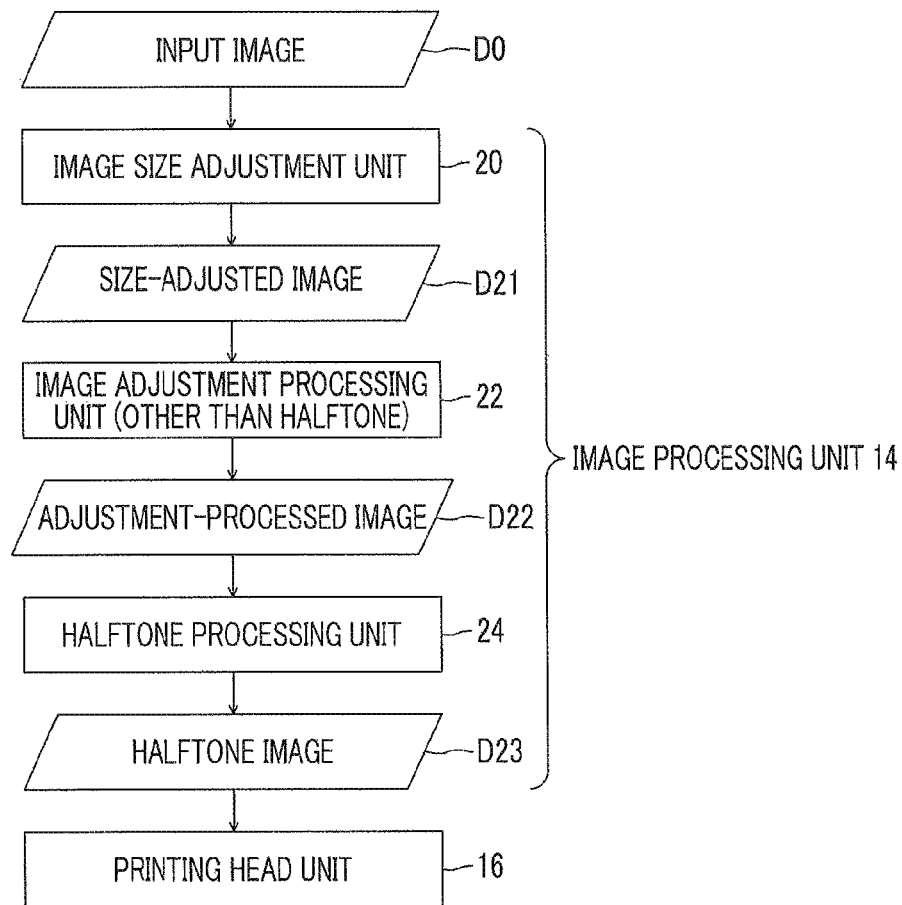 INPUT IMAGE D0
IMAGE SIZE ADJUSTMENT UNIT 20
SIZE-ADJUSTED IMAGE D21
IMAGE ADJUSTMENT PROCESSING
UNIT (OTHER THAN HALFTONE) 22
IMAGE PROCESSING UNIT 14
ADJUSTMENT-PROCESSED IMAGE D22
HALFTONE PROCESSING UNIT 24
HALFTONE IMAGE D23
PRINTING HEAD UNIT 16